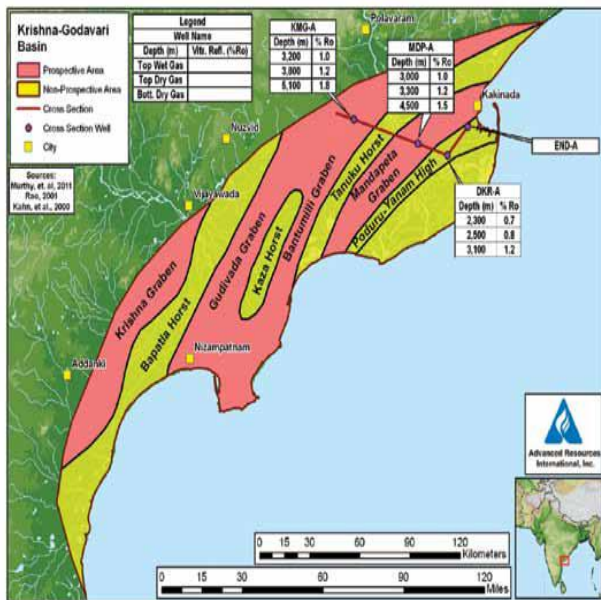 Krishna-Godavari
Basin
Prospective Area
Non-Prospective Area
Cross Section
Cross Section Well
City
Sources:
Murthy, et. al, 2011
Rao, 2001
Kahn, et al., 2000
Legend
Well Name
Depth (m) Vitr. Refl. (%Ro)
Top Wet Gas
Top Dry Gas
Bott. Dry Gas
KMG-A
Depth (m) % Ro
3,200 1.0
3,800 1.2
5,100 1.8
Polavaram
MDP-A
Depth (m) % Ro
3,000 1.0
3,300 1.2
4,500 1.5
Kakinada
END-A
DKR-A
Depth (m) % Ro
2,300 0.7
2,500 0.8
3,100 1.2
Nuzvid
Vijayawada
Addanki
Nizampatnam
Krishna Graben
Bapatla Horst
Gudivada Graben
Kaza Horst
Bantumilli Graben
Tanuku Horst
Mandapeta
Graben
Poduru-Yanam High
Advanced Resources
International, Inc.
0 15 30 60 90 120
Kilometers
0 15 30 60 90 120
Miles